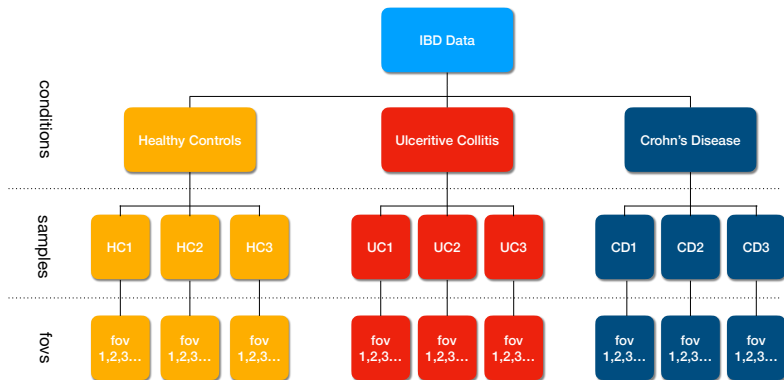 IBD Data
conditions
Healthy Controls
Ulceritive Collitis
Crohn's Disease
samples
HC1
HC2
HC3
UC1
UC2
UC3
CD1
CD2
CD3
fovs
fov
1,2,3...
fov
1,2,3...
fov
1,2,3...
fov
1,2,3...
fov
1,2,3...
fov
1,2,3...
fov
1,2,3...
fov
1,2,3...
fov
1,2,3...